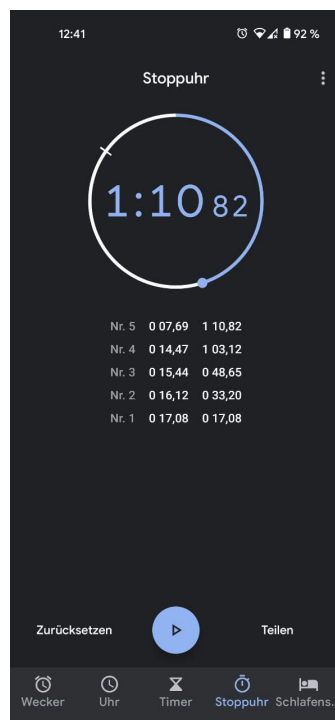 12:41 92 %
Stoppuhr
1:10 82
Nr. 5 0 07,69 1 10,82
Nr. 4 0 14,47 1 03,12
Nr. 3 0 15,44 0 48,65
Nr. 2 0 16,12 0 33,20
Nr. 1 0 17,08 0 17,08
Zurücksetzen Teilen
Wecker Uhr Timer Stoppuhr Schlafens..